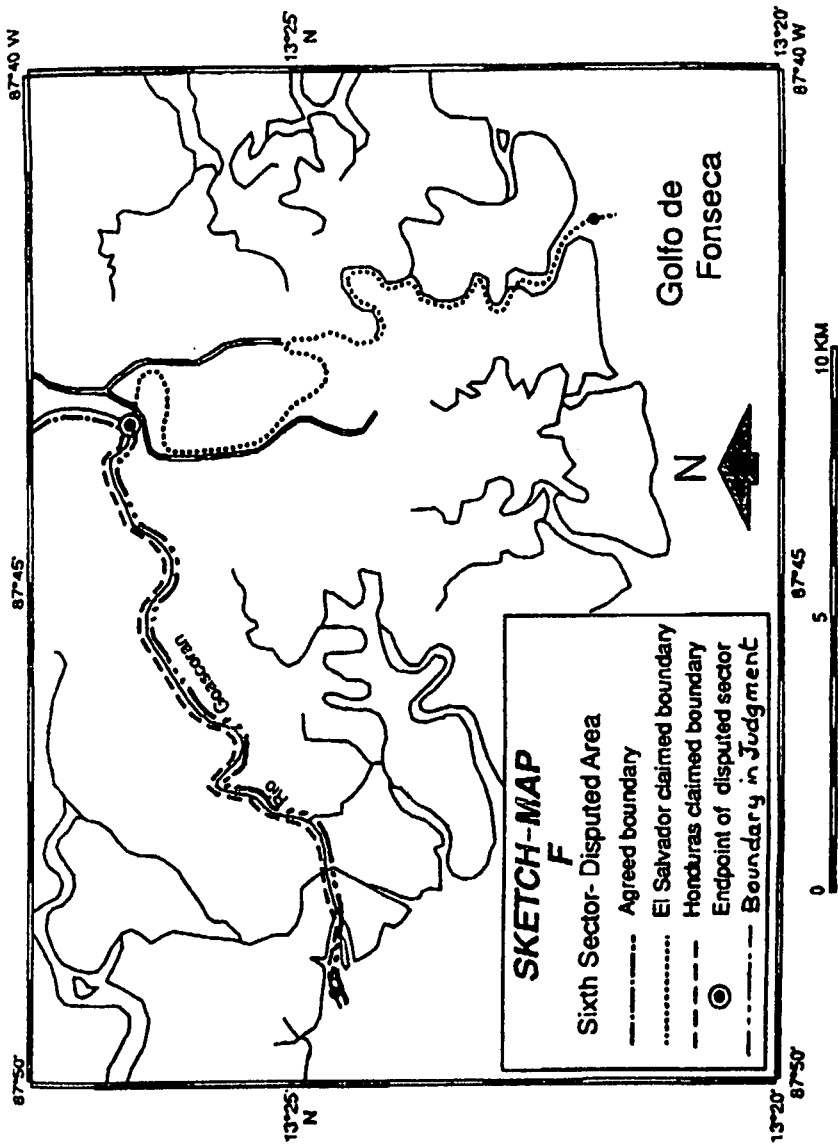 87°50'
87°45'
87°40 W
13°25'
N
13°25'
N
Rio
Goascoran
Golfo de
Fonseca
N
SKETCH-MAP
F
Sixth Sector- Disputed Area
Agreed boundary
El Salvador claimed boundary
Honduras claimed boundary
Endpoint of disputed sector
Boundary in Judgment
13°20'
87°50'
87°45
13°20'
87°40 W
0
5
10 KM